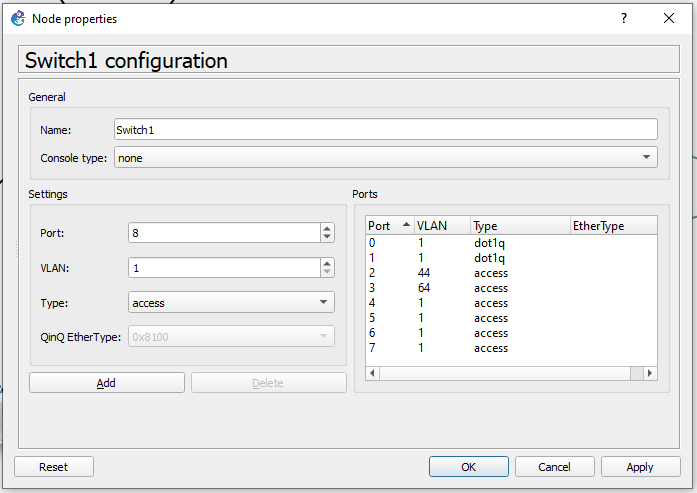 Node properties
Switch1 configuration
General
Name: Switch1
Console type: none
Settings
Port: 8
VLAN: 1
Type: access
QinQ EtherType: 0x8100
Add Delete
Ports
Port VLAN Type EtherType
0 1 dot1q
1 1 dot1q
2 44 access
3 64 access
4 1 access
5 1 access
6 1 access
7 1 access
Reset OK Cancel Apply